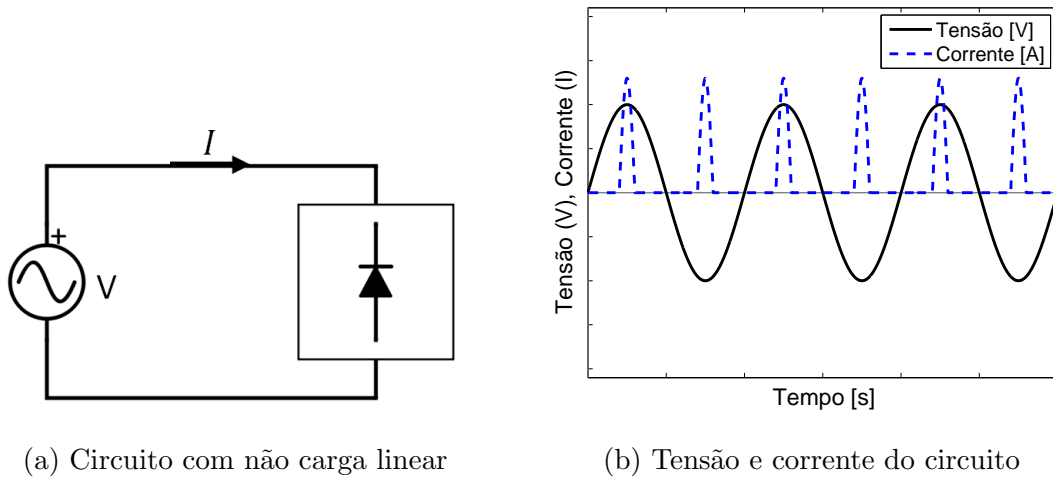 I
+
V
(a) Circuito com não carga linear
Tensão [V]
Corrente [A]
Tensão (V), Corrente (I)
Tempo [s]
(b) Tensão e corrente do circuito